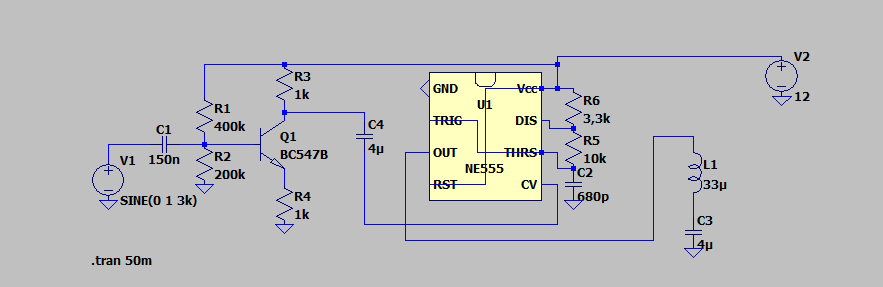 V2
12
R3
1k
GND
Vcc
U1
R6
3,3k
R1
400k
C4
4µ
TRIG
DIS
C1
150n
Q1
BC547B
R5
10k
V1
R2
200k
OUT
THRS
NE555
L1
33µ
SINE(0 1 3k)
R4
1k
RST
CV
C2
680p
C3
4µ
.tran 50m